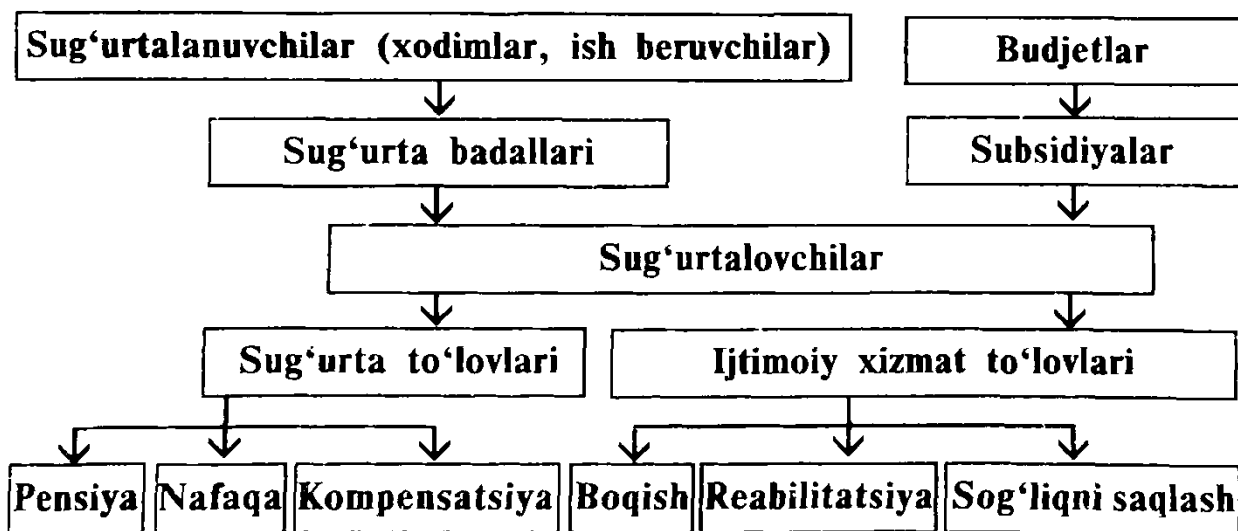 Sug‘urtalanuvchilar (xodimlar, ish beruvchilar)
Budjetlar
Sug‘urta badallari
Subsidiyalar
Sug‘urtalovchilar
Sug‘urta to‘lovlari
Ijtimoiy xizmat to‘lovlari
Pensiya
Nafaqa
Kompensatsiya
Boqish
Reabilitatsiya
Sog‘liqni saqlash